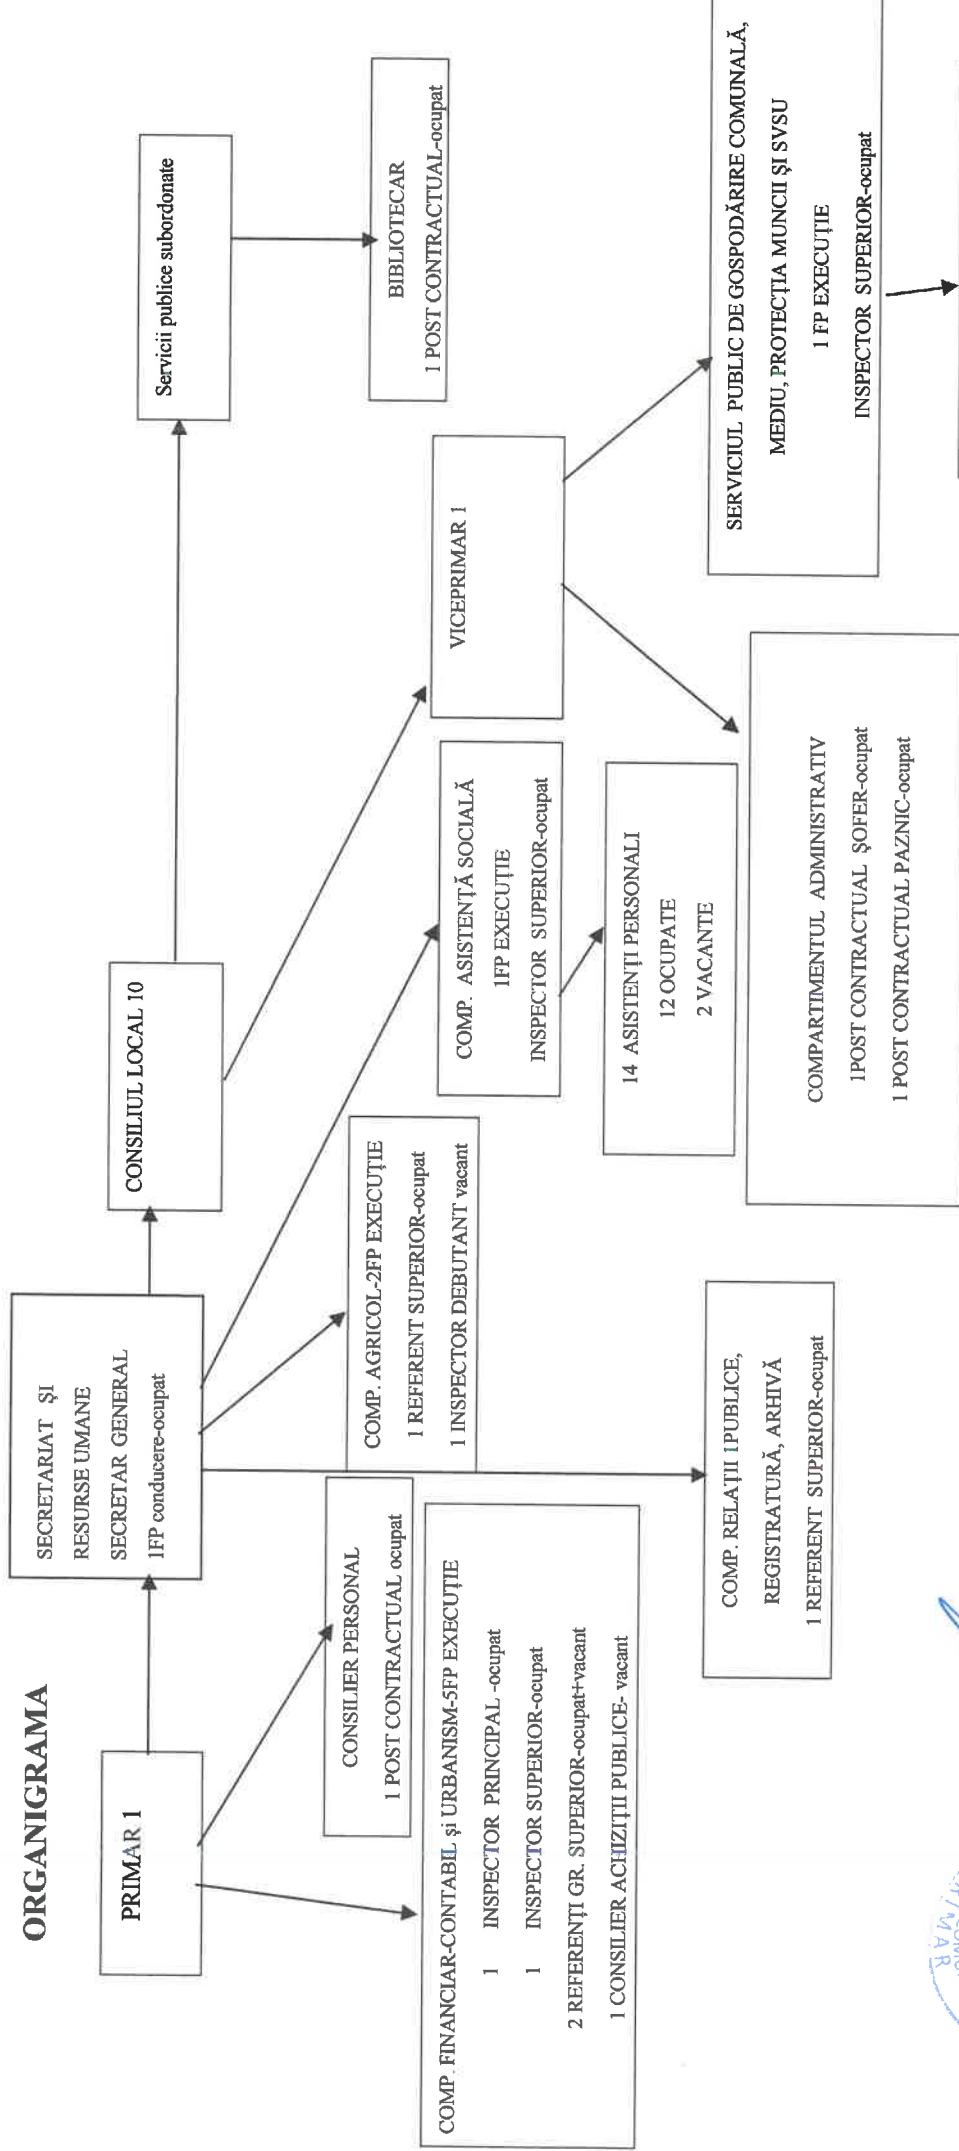 ORGANIGRAMA
PRIMAR 1
SECRETARIAT ŞI
RESURSE UMANE
SECRETAR GENERAL
1FP conducere-ocupat
CONSILIUL LOCAL 10
Servicii publice subordonate
BIBLIOTECAR
1 POST CONTRACTUAL-ocupat
CONSILIER PERSONAL
1 POST CONTRACTUAL ocupat
COMP. AGRICOL-2FP EXECUŢIE
1 REFERENT SUPERIOR-ocupat
1 INSPECTOR DEBUTANT vacant
COMP. ASISTENŢĂ SOCIALĂ
1FP EXECUŢIE
INSPECTOR SUPERIOR-ocupat
VICEPRIMAR 1
COMP. FINANCIAR-CONTABIL şi URBANISM-5FP EXECUŢIE
1 INSPECTOR PRINCIPAL -ocupat
1 INSPECTOR SUPERIOR-ocupat
2 REFERENŢI GR. SUPERIOR-ocupat+vacant
1 CONSILIER ACHIZIŢII PUBLICE- vacant
14 ASISTENŢI PERSONALI
12 OCUPATE
2 VACANTE
COMP. RELAŢII 1PUBLICE,
REGISTRATURĂ, ARHIVĂ
1 REFERENT SUPERIOR-ocupat
COMPARTIMENTUL ADMINISTRATIV
1POST CONTRACTUAL ŞOFER-ocupat
1 POST CONTRACTUAL PAZNIC-ocupat
SERVICIUL PUBLIC DE GOSPODĂRIRE COMUNALĂ,
MEDIU, PROTECŢIA MUNCII ŞI SVSU
1 FP EXECUŢIE
INSPECTOR SUPERIOR-ocupat